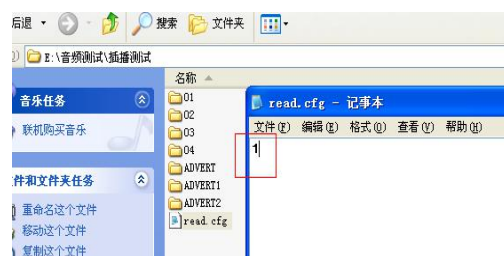 后退 搜索 文件夹
E:\音频测试\插播测试
名称
音乐任务
联机购买音乐
件和文件夹任务
重命名这个文件
移动这个文件
复制这个文件
01
02
03
04
ADVERT
ADVERT1
ADVERT2
read.cfg
read.cfg - 记事本
文件(F) 编辑(E) 格式(O) 查看(V) 帮助(H)
1